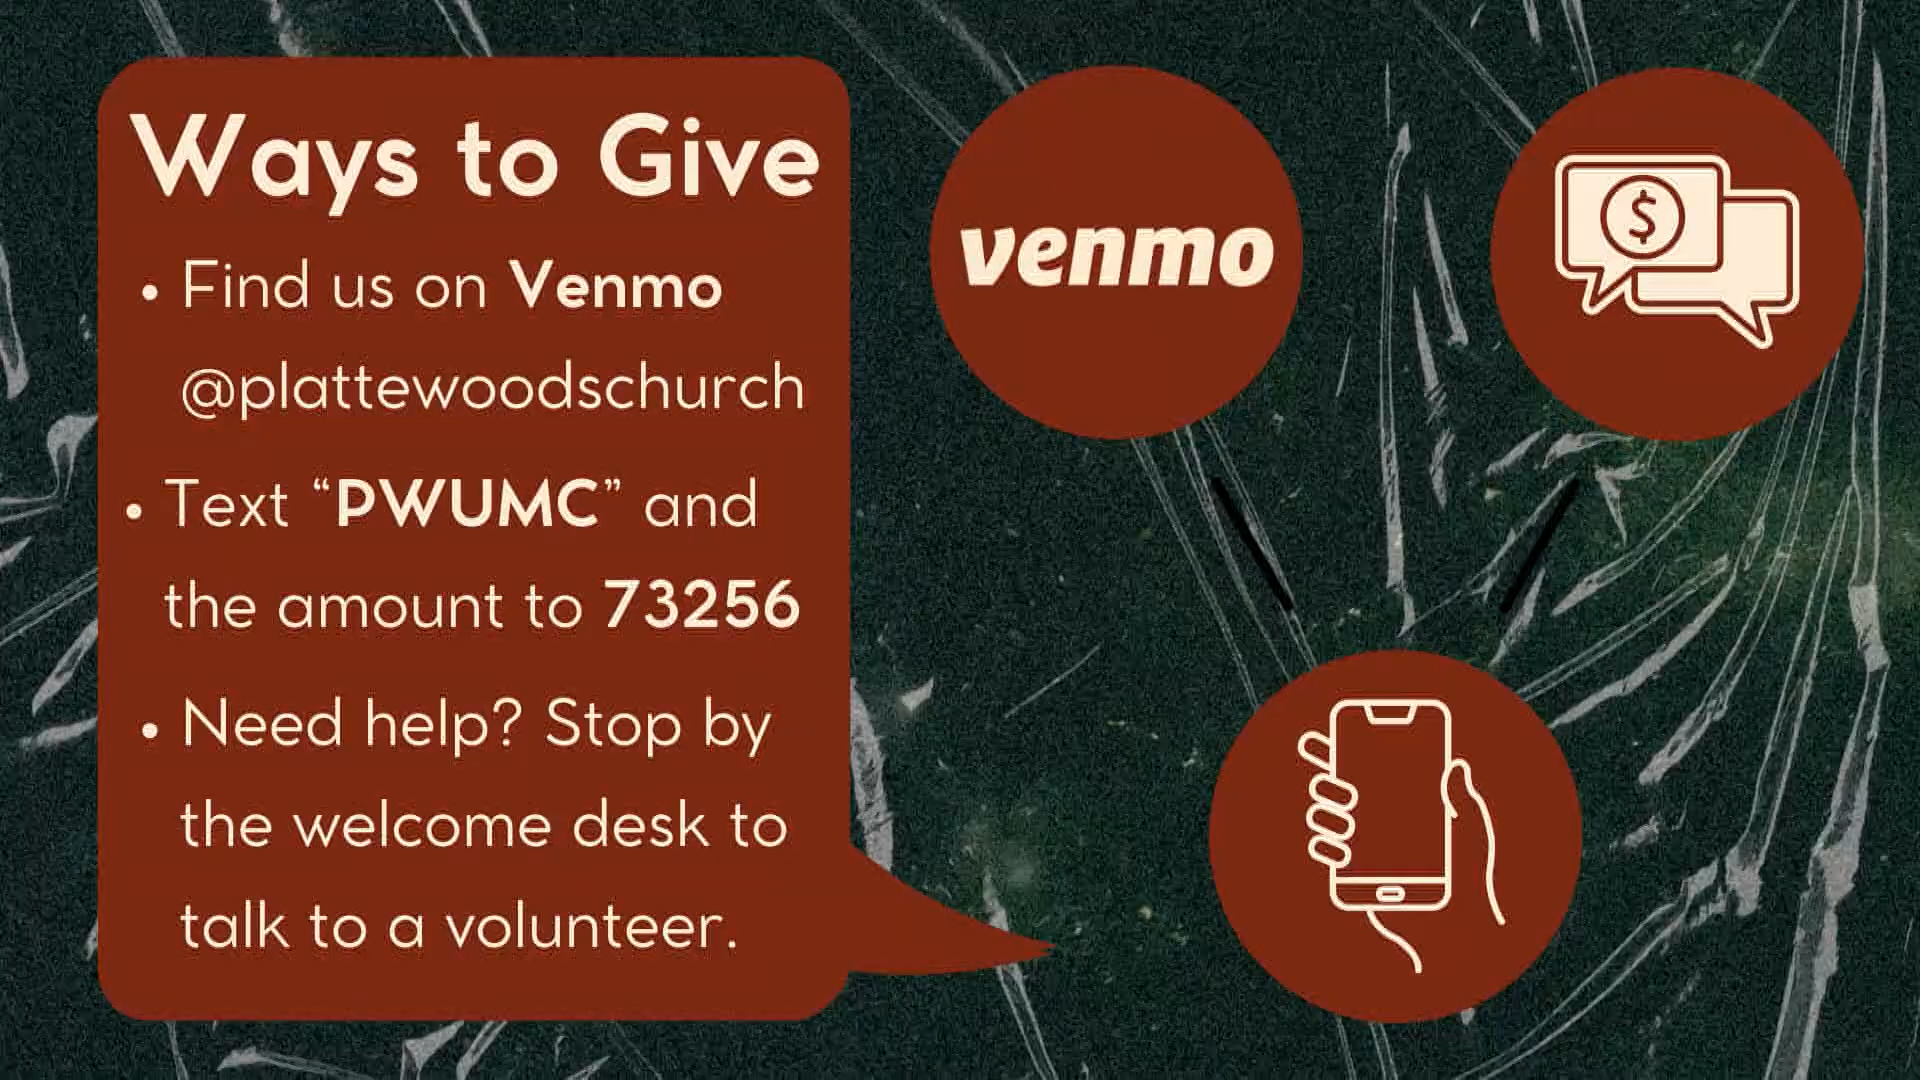 Ways to Give
• Find us on Venmo
@plattewoodschurch
• Text “PWUMC” and
the amount to 73256
• Need help? Stop by
the welcome desk to
talk to a volunteer.
venmo
$